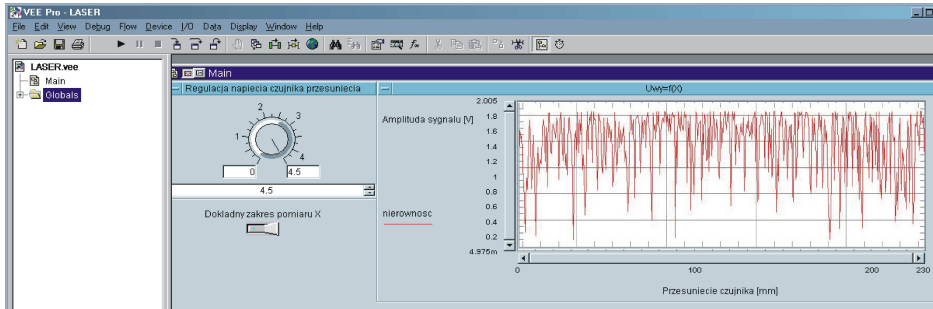 VEE Pro - LASER
File Edit View Debug Flow Device I/O Data Display Window Help
LASER.vee
Main
Globals
Main
Regulacja napiecia czujnika przesuniecia
2
1
3
4
0 4.5
4.5
Dokladny zakres pomiaru X
Uwy=f(X)
Amplituda sygnalu [V]
nierownosc
2.005
1.8
1.6
1.4
1.2
1
0.8
0.6
0.4
0.2
4.975m
0 100 200 230
Przesuniecie czujnika [mm]